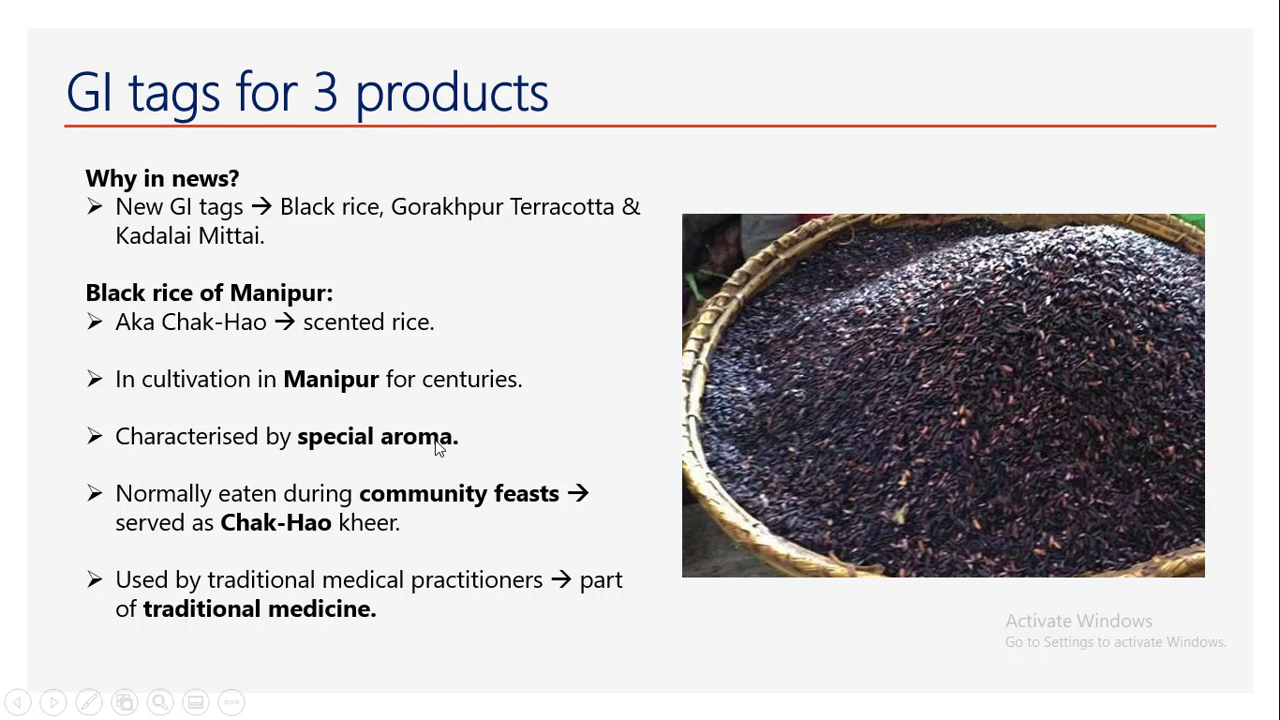 GI tags for 3 products
Why in news?
➢ New GI tags → Black rice, Gorakhpur Terracotta &
Kadalai Mittai.
Black rice of Manipur:
➢ Aka Chak-Hao → scented rice.
➢ In cultivation in Manipur for centuries.
➢ Characterised by special aroma.
➢ Normally eaten during community feasts →
served as Chak-Hao kheer.
➢ Used by traditional medical practitioners → part
of traditional medicine.
Activate Windows
Go to Settings to activate Windows.